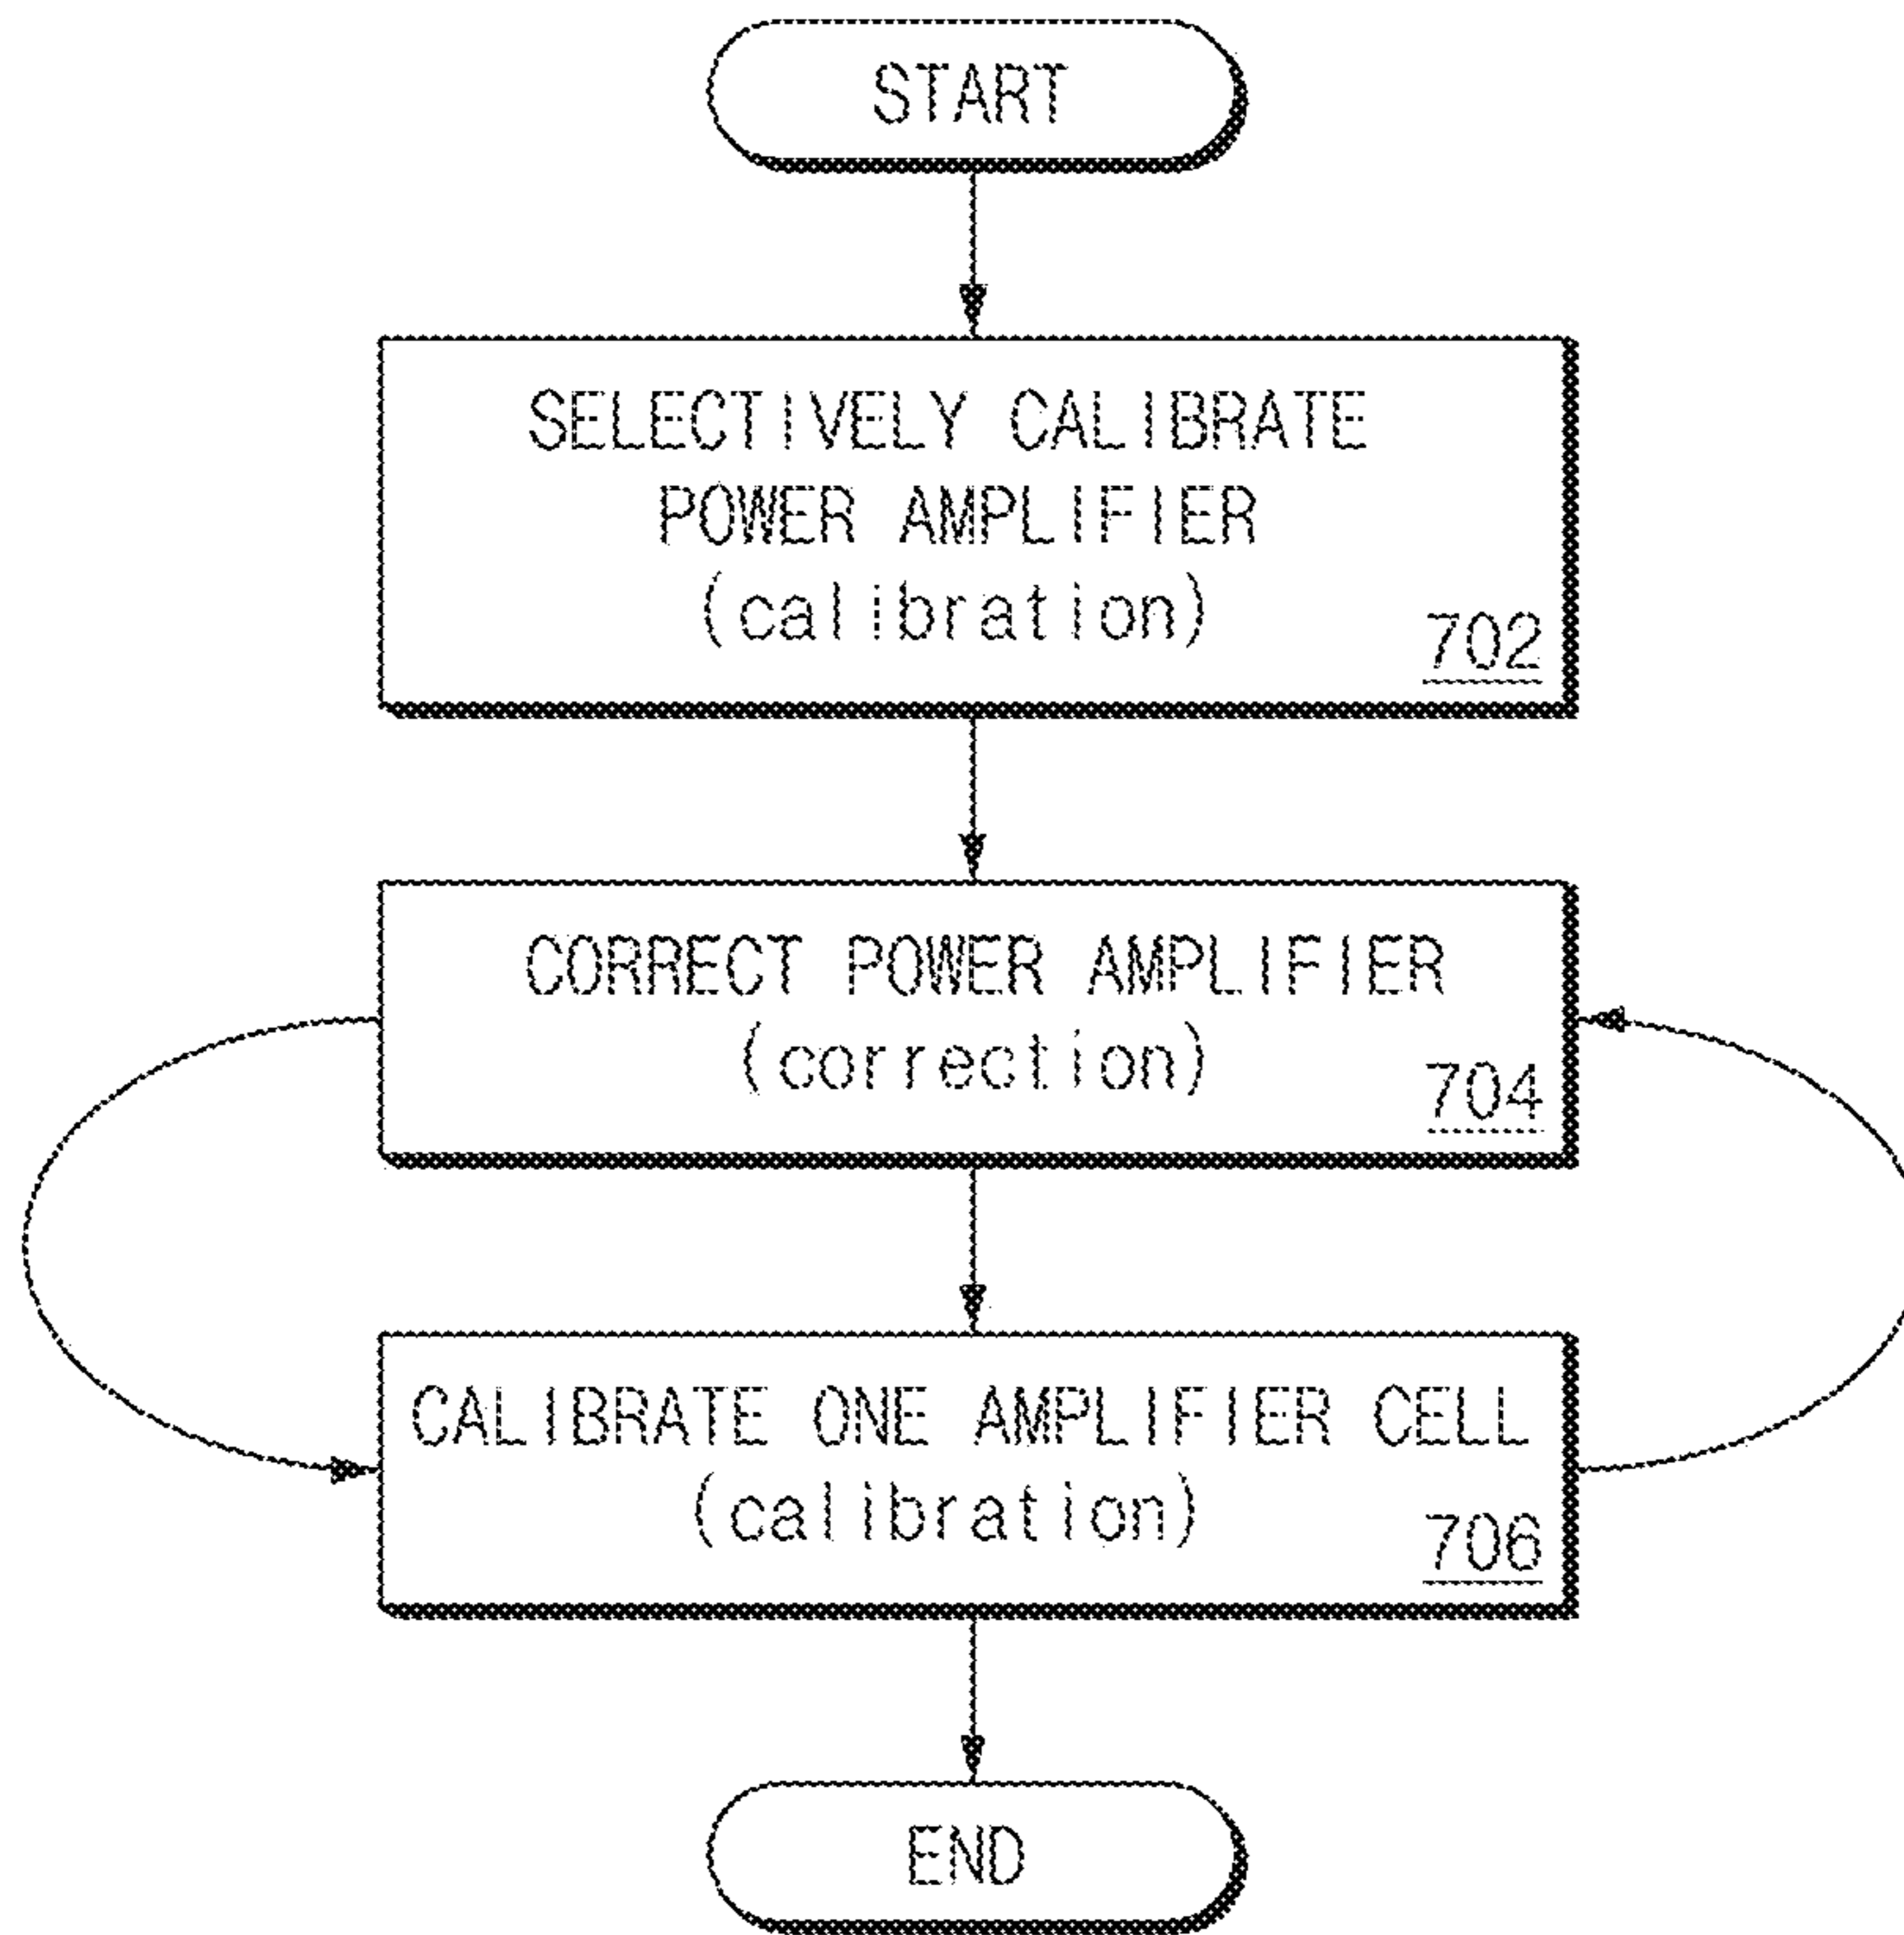 START
SELECTIVELY CALIBRATE
POWER AMPLIFIER
(calibration)
702
CORRECT POWER AMPLIFIER
(correction)
704
CALIBRATE ONE AMPLIFIER CELL
(calibration)
706
END